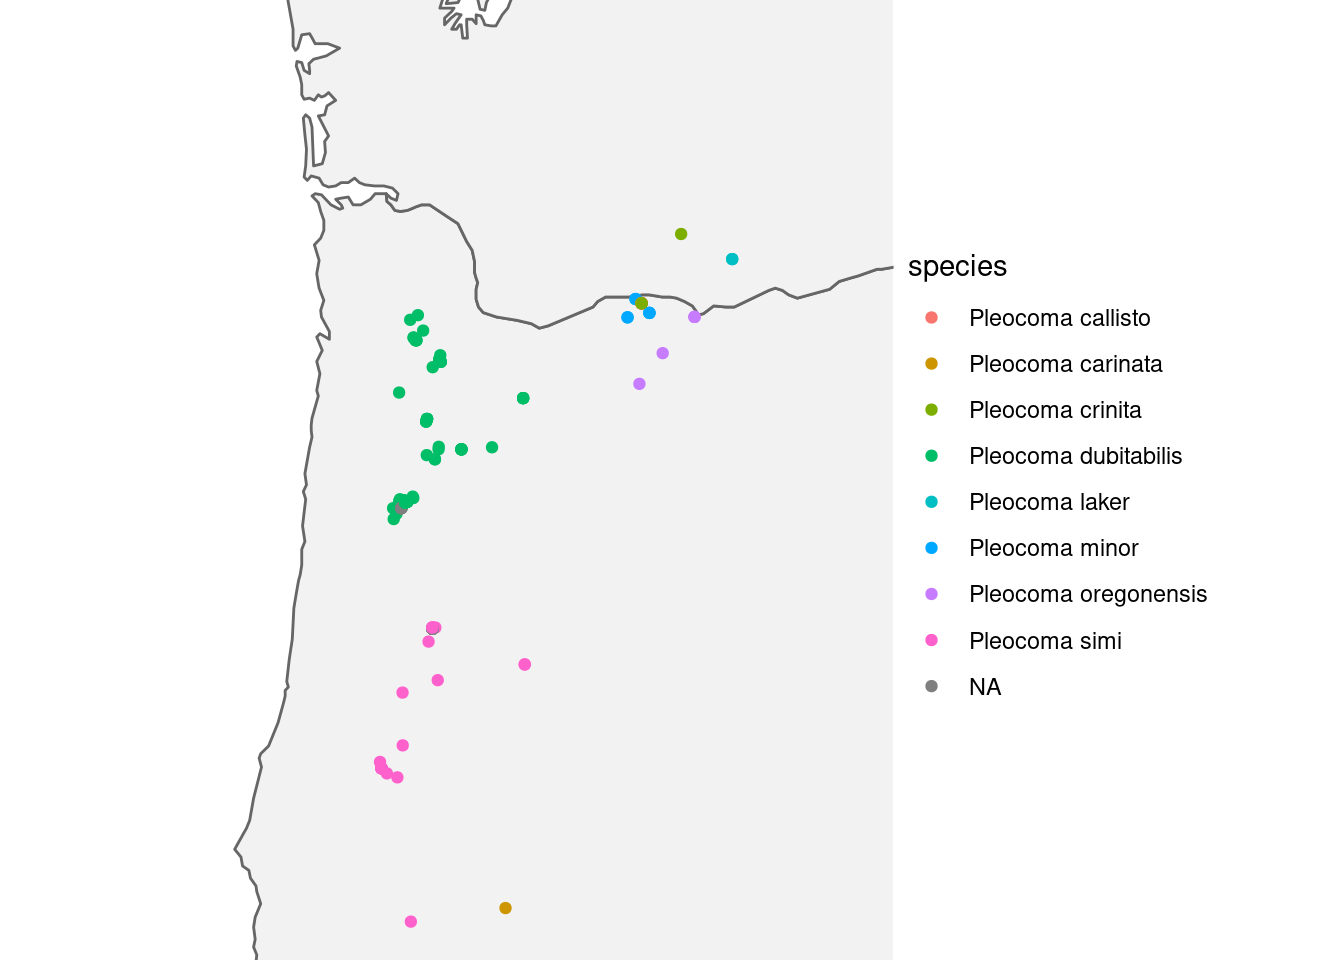 species
Pleocoma callisto
Pleocoma carinata
Pleocoma crinita
Pleocoma dubitabilis
Pleocoma laker
Pleocoma minor
Pleocoma oregonensis
Pleocoma simi
NA